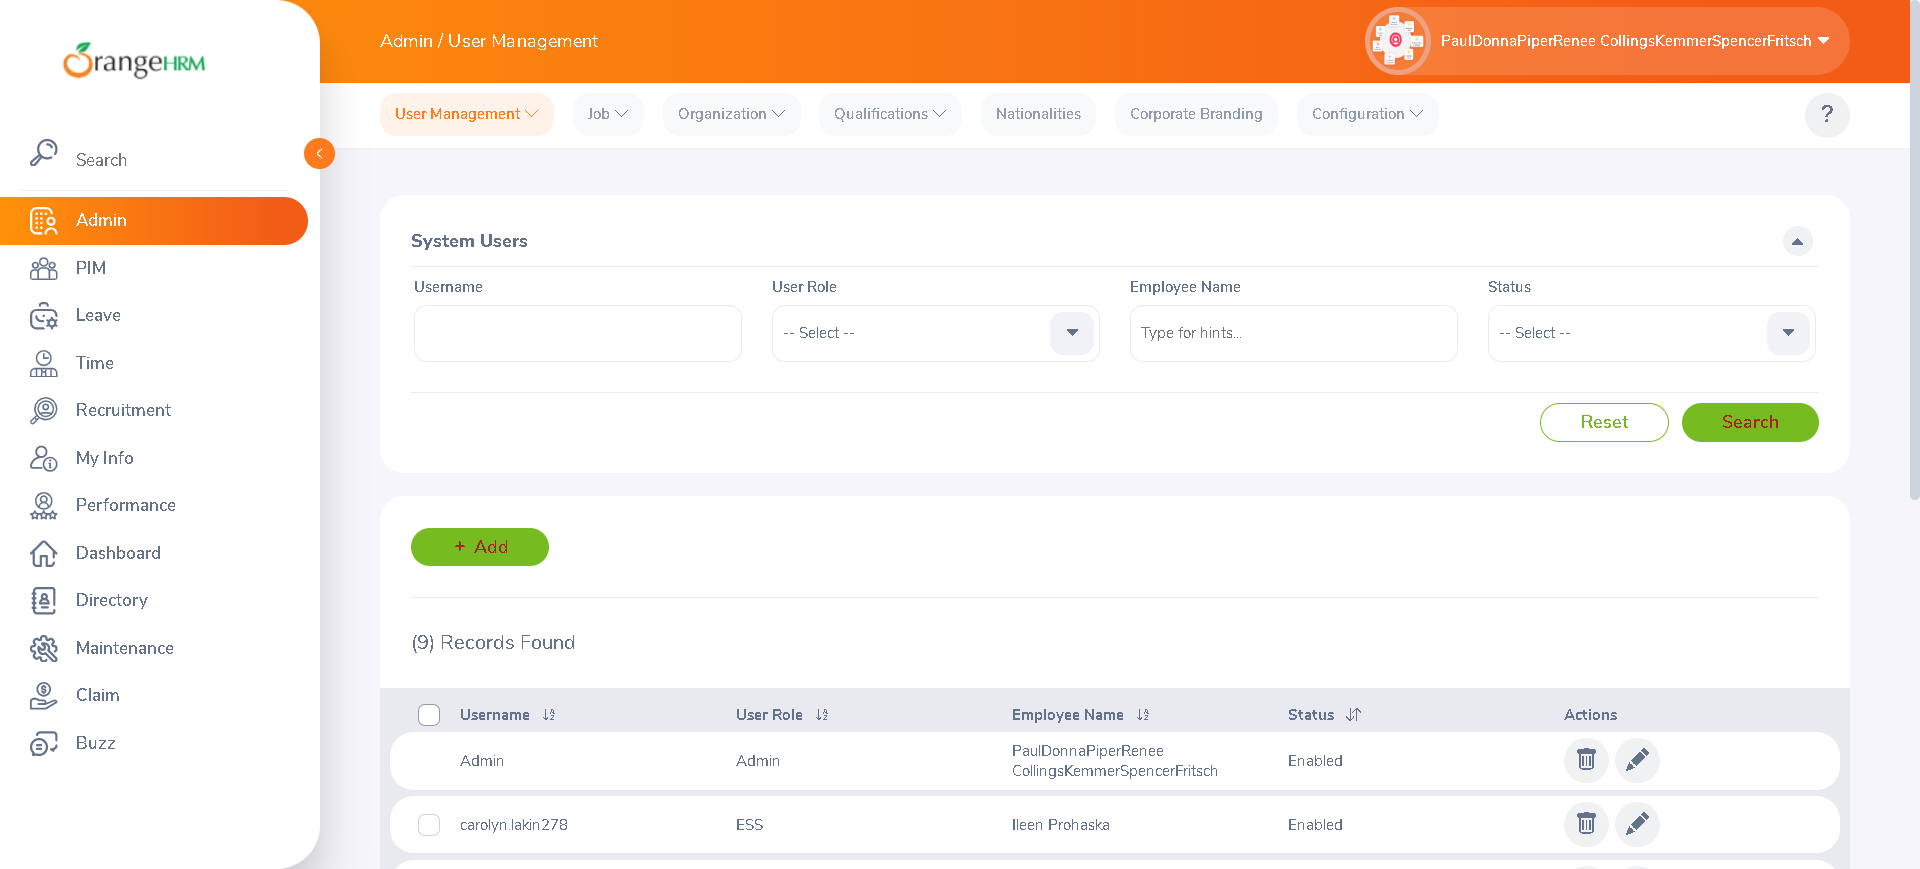 OrangeHRM
Admin / User Management
PaulDonnaPiperRenee CollingsKemmerSpencerFritsch
User Management
Job
Organization
Qualifications
Nationalities
Corporate Branding
Configuration
?
Search
Admin
PIM
Leave
Time
Recruitment
My Info
Performance
Dashboard
Directory
Maintenance
Claim
Buzz
System Users
Username
User Role
Employee Name
Status
-- Select --
Type for hints...
-- Select --
Reset
Search
+ Add
(9) Records Found
Username
User Role
Employee Name
Status
Actions
Admin
Admin
PaulDonnaPiperRenee
CollingsKemmerSpencerFritsch
Enabled
carolyn.lakin278
ESS
Ileen Prohaska
Enabled